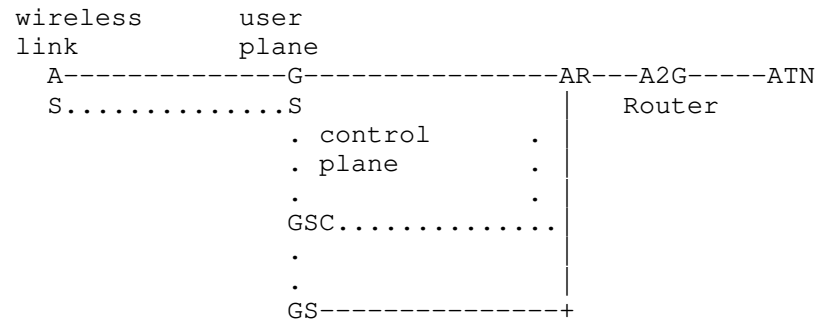 wireless      user
link          plane
A--------------G----------------AR---A2G-----ATN
S..............S                |   Router
. control      . |
. plane        . |
.              . |
GSC..............|
.                |
.                |
GS---------------+